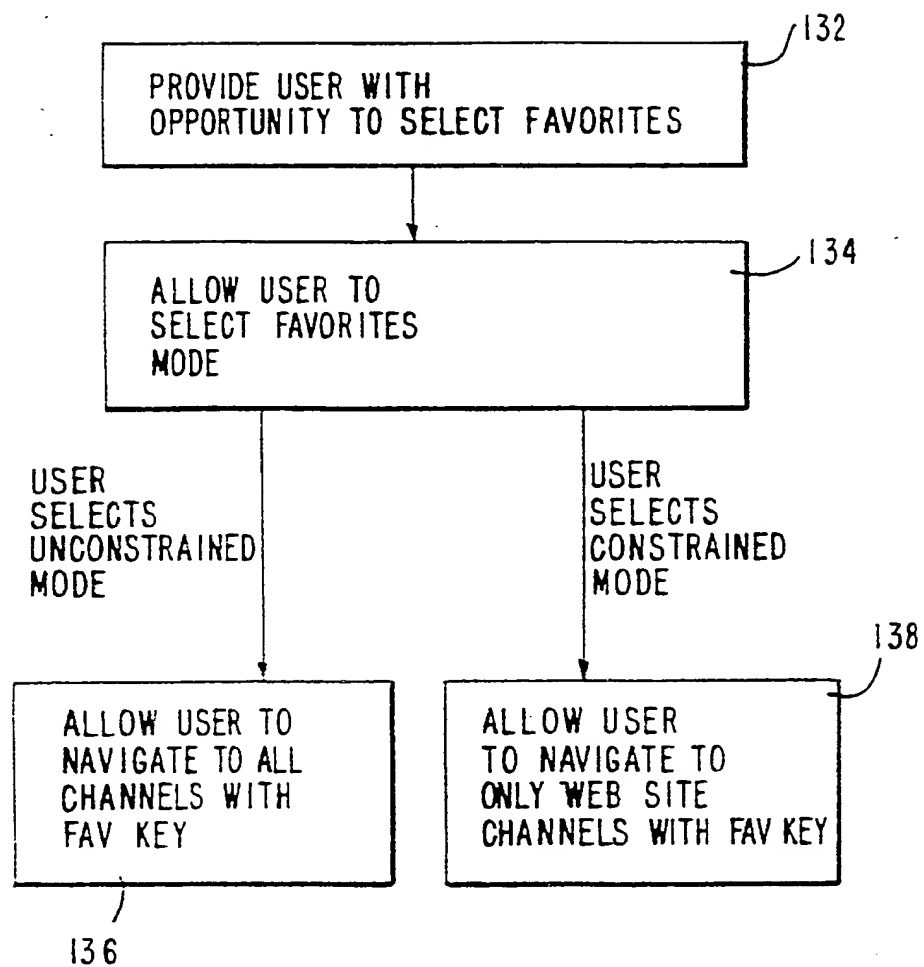 132
PROVIDE USER WITH
OPPORTUNITY TO SELECT FAVORITES
134
ALLOW USER TO
SELECT FAVORITES
MODE
USER
SELECTS
UNCONSTRAINED
MODE
USER
SELECTS
CONSTRAINED
MODE
138
ALLOW USER TO
NAVIGATE TO ALL
CHANNELS WITH
FAV KEY
ALLOW USER
TO NAVIGATE TO
ONLY WEB SITE
CHANNELS WITH FAV KEY
136